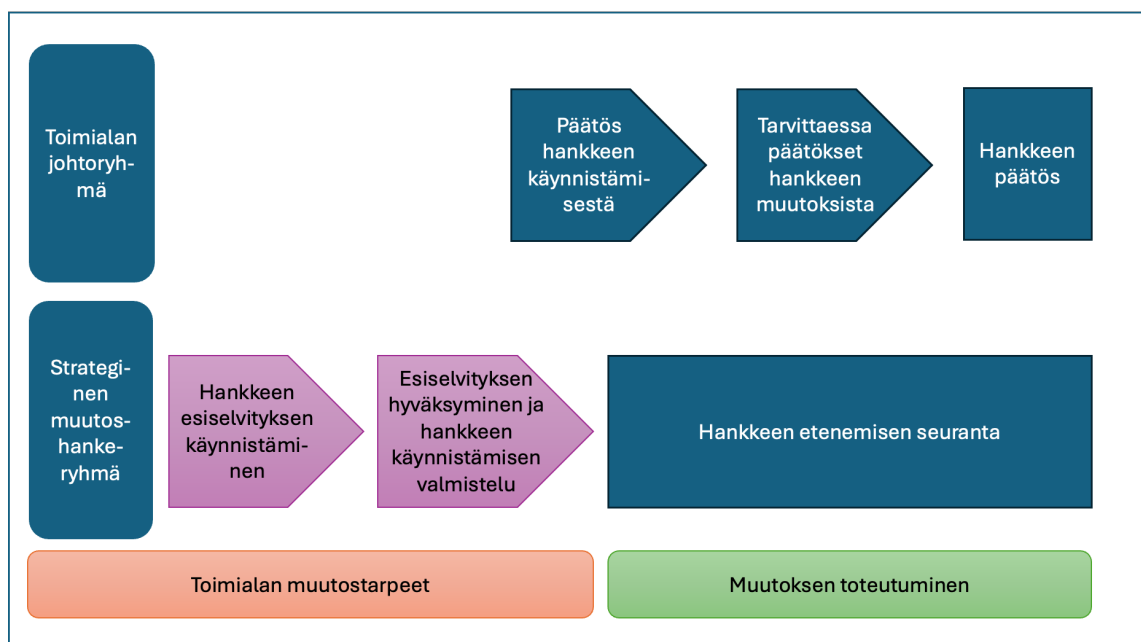 Toimialan
johtoryh-
mä
Päätös
hankkeen
käynnistämi-
sestä
Tarvittaessa
päätökset
hankkeen
muutoksista
Hankkeen
päätös
Strategi-
nen
muutos-
hanke-
ryhmä
Hankkeen
esiselvityksen
käynnistämi-
nen
Esiselvityksen
hyväksyminen ja
hankkeen
käynnistämisen
valmistelu
Hankkeen etenemisen seuranta
Toimialan muutostarpeet
Muutoksen toteutuminen